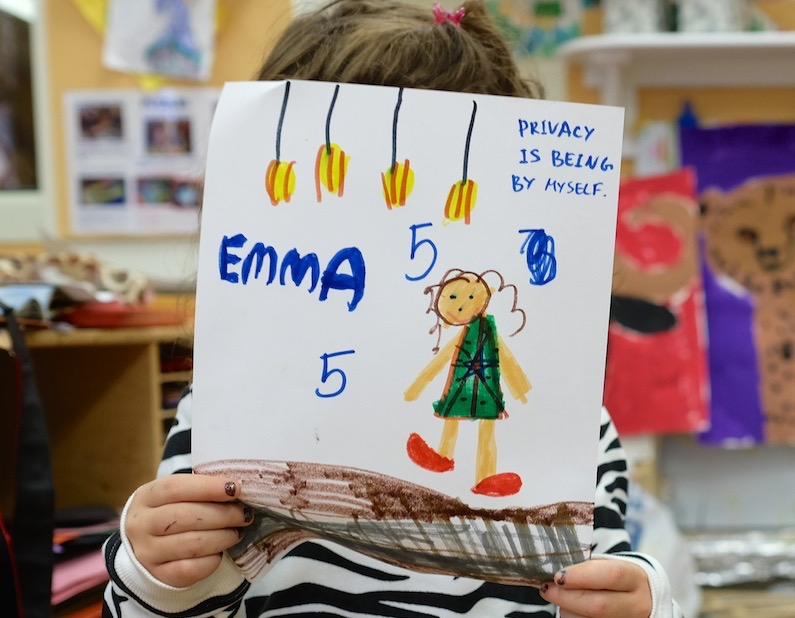 PRIVACY
IS BEING
BY MYSELF.
EMMA
5
5